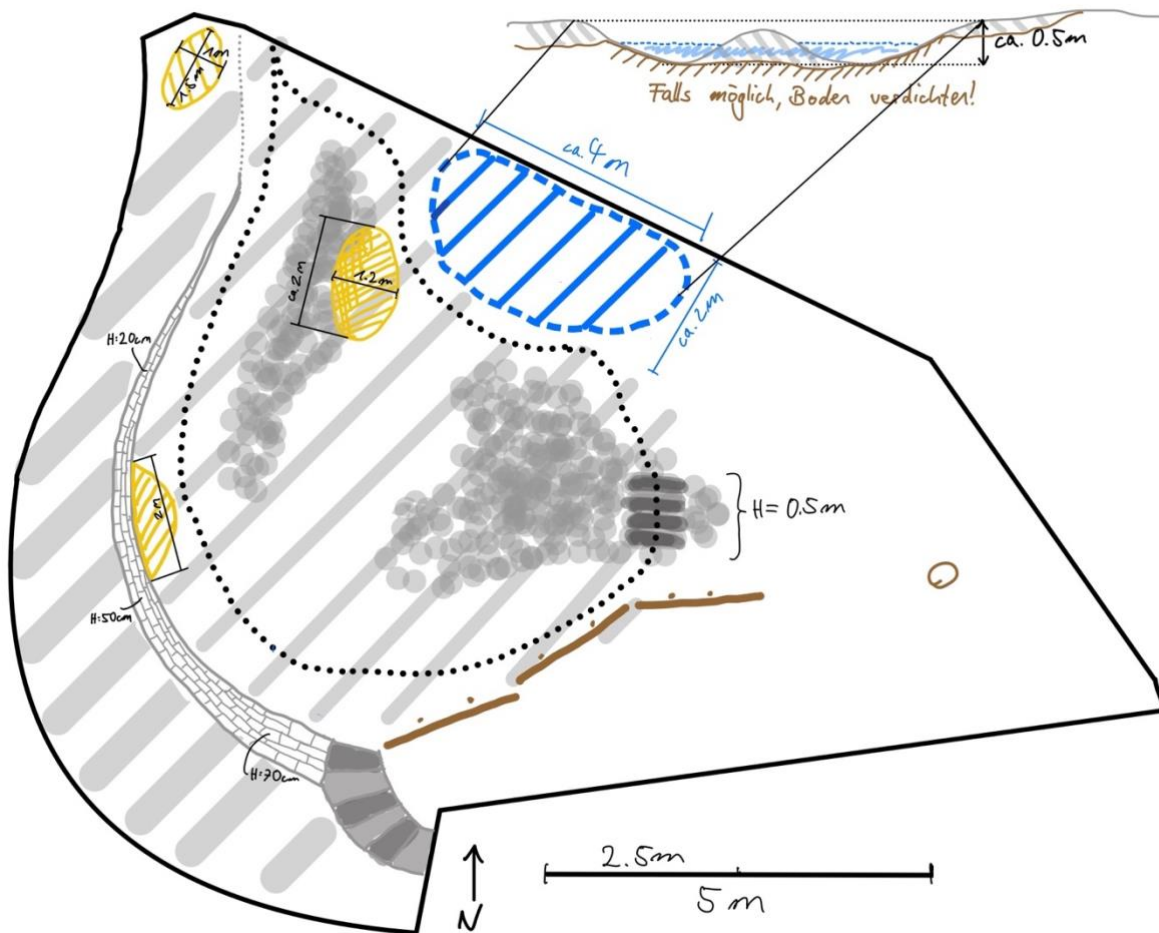 ca. 0.5m
Falls möglich, Boden verdichten!
1m
1.5m
ca. 4m
ca. 2m
1.2m
ca. 2m
H=20cm
2m
H= 0.5m
H=50cm
H=70cm
N
2.5m
5m